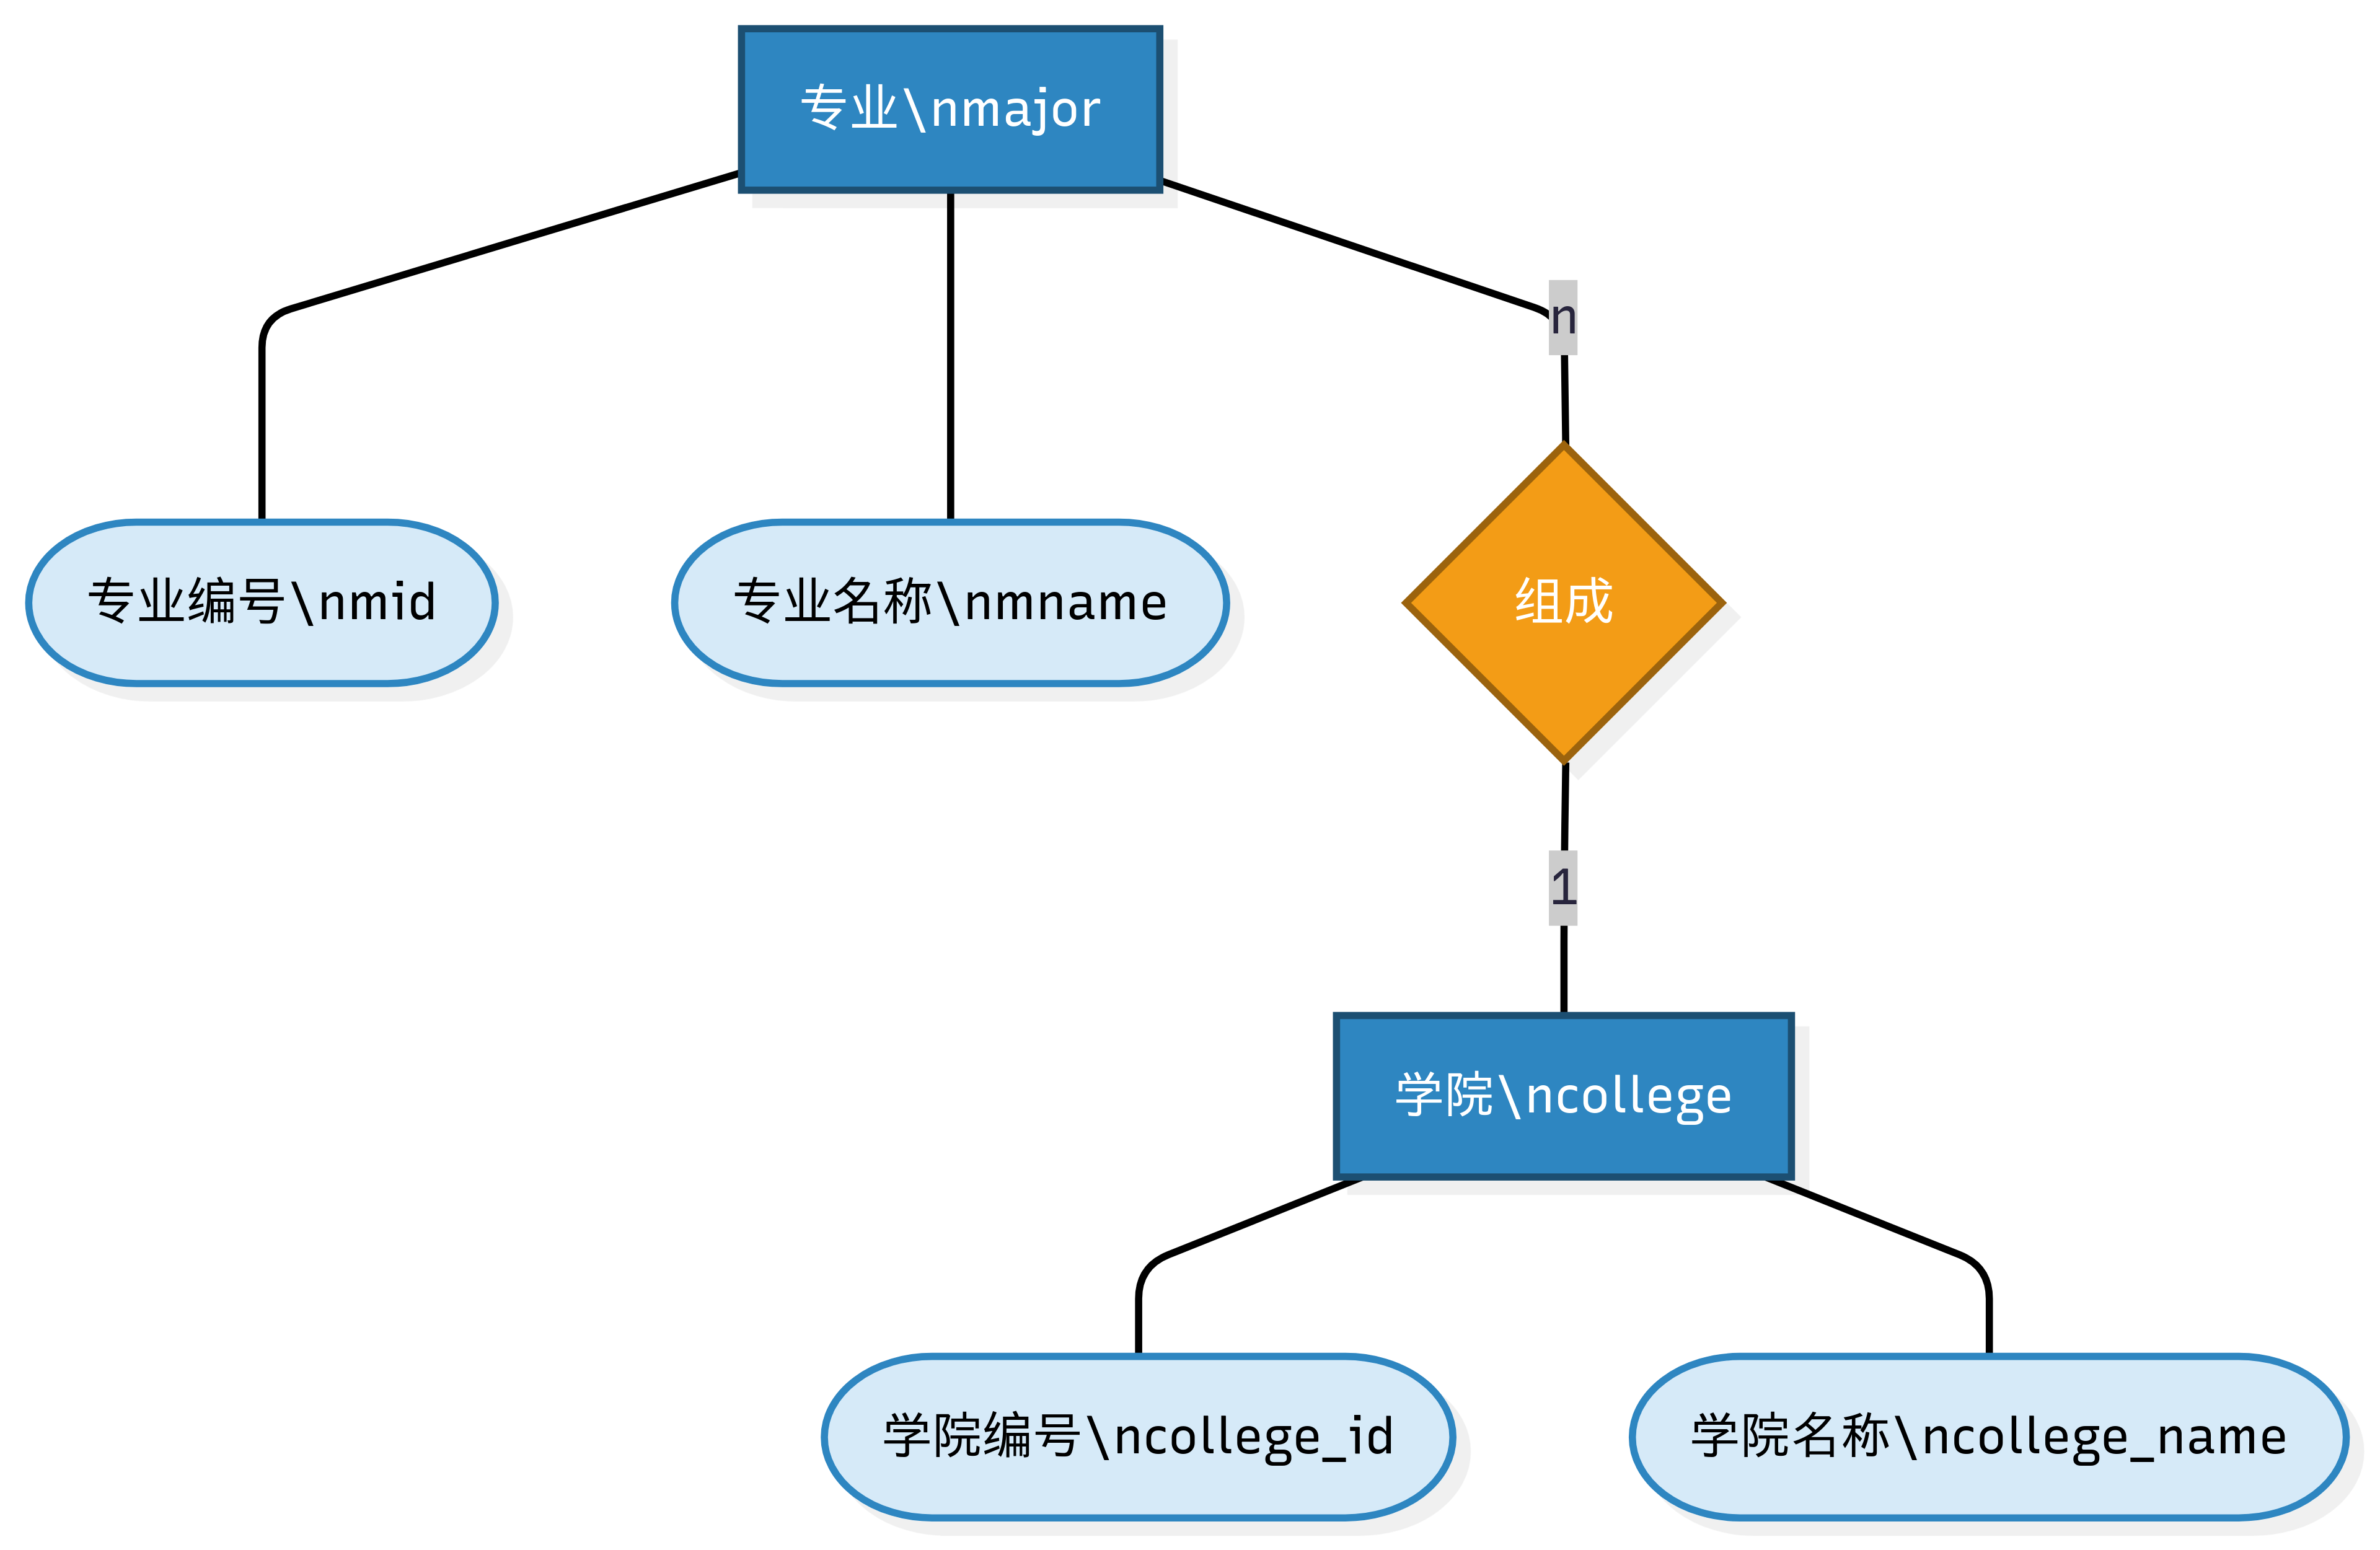 专业\nmajor
n
专业编号\nmid
专业名称\nmname
组成
1
学院\ncollege
学院编号\ncollege_id
学院名称\ncollege_name